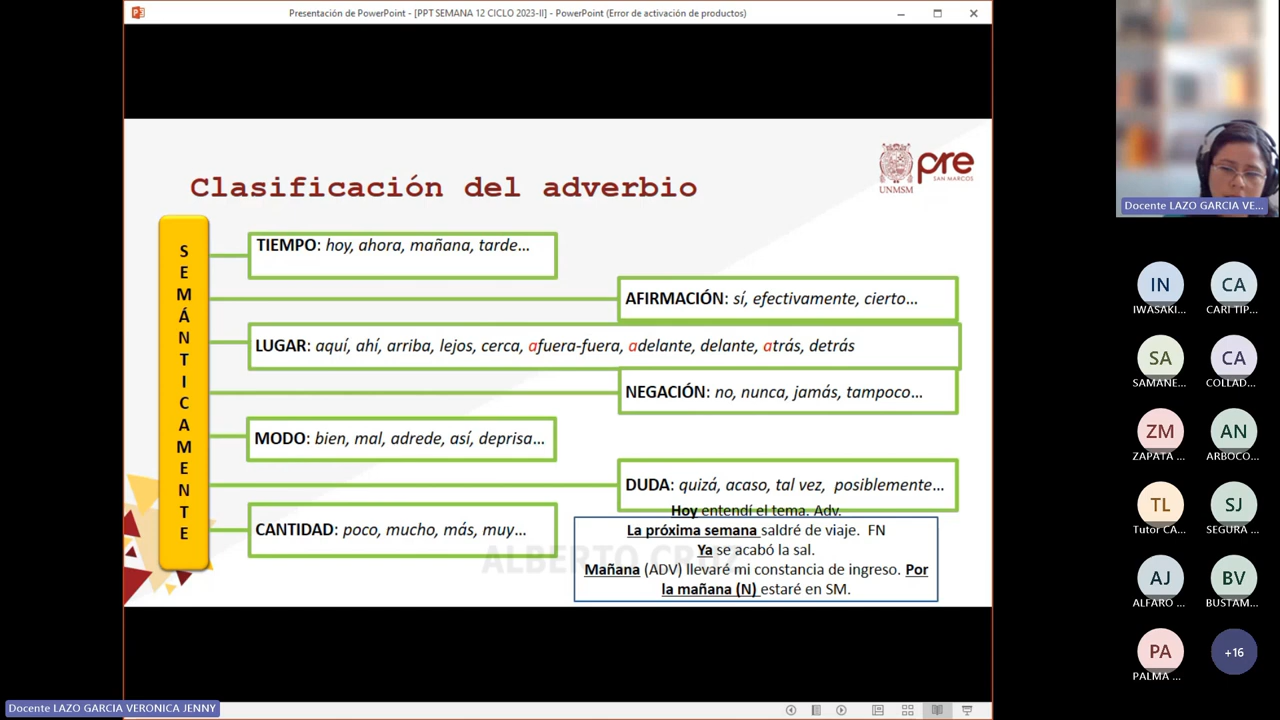 Presentación de PowerPoint - [PPT SEMANA 12 CICLO 2023-II] - PowerPoint (Error de activación de productos)
UNMSM
pre
SAN MARCOS
Clasificación del adverbio
SEMÁNTICAMENTE
TIEMPO: hoy, ahora, mañana, tarde...
AFIRMACIÓN: sí, efectivamente, cierto...
LUGAR: aquí, ahí, arriba, lejos, cerca, afuera-fuera, adelante, delante, atrás, detrás
NEGACIÓN: no, nunca, jamás, tampoco...
MODO: bien, mal, adrede, así, deprisa...
DUDA: quizá, acaso, tal vez, posiblemente...
CANTIDAD: poco, mucho, más, muy...
Hoy entendí el tema. Adv.
La próxima semana saldré de viaje. FN
Ya se acabó la sal.
Mañana (ADV) llevaré mi constancia de ingreso. Por
la mañana (N) estaré en SM.
ALBERTO CRUZ
Docente LAZO GARCIA VE...
IN
IWASAKI...
CA
CARI TIP...
SA
SAMANE...
CA
COLLAD...
ZM
ZAPATA ...
AN
ARBOCO...
TL
Tutor CA...
SJ
SEGURA ...
AJ
ALFARO ...
BV
BUSTAM...
PA
PALMA ...
+16
Docente LAZO GARCIA VERONICA JENNY